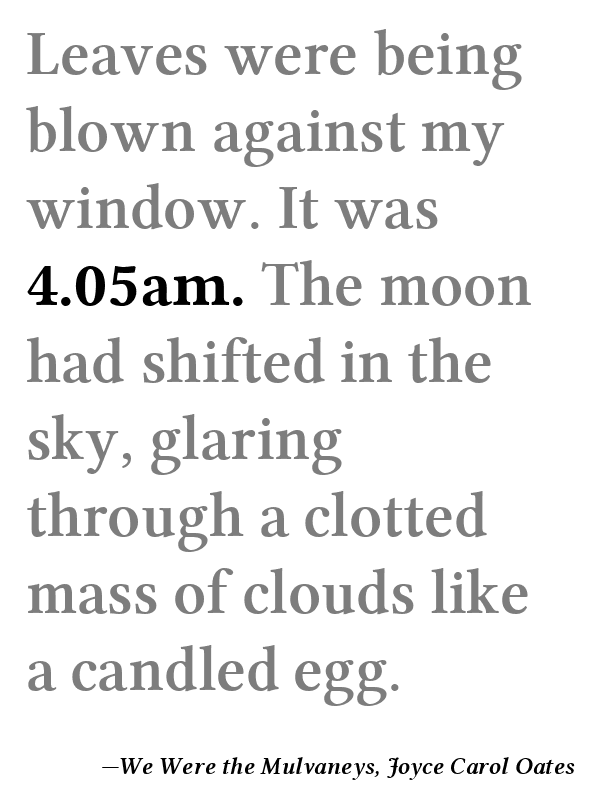 Leaves were being
blown against my
window. It was
4.05am. The moon
had shifted in the
sky, glaring
through a clotted
mass of clouds like
a candled egg.
—We Were the Mulvaneys, Joyce Carol Oates